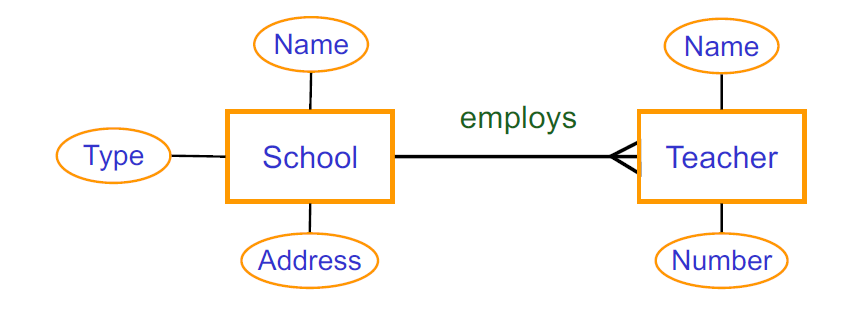 Name
Name
employs
Type
School
Teacher
Address
Number